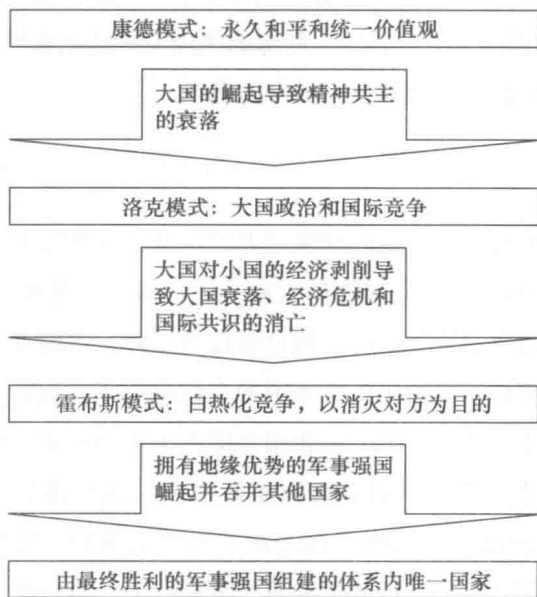 康德模式：永久和平和统一价值观
大国的崛起导致精神共主
的衰落
洛克模式：大国政治和国际竞争
大国对小国的经济剥削导
致大国衰落、经济危机和
国际共识的消亡
霍布斯模式：白热化竞争，以消灭对方为目的
拥有地缘优势的军事强国
崛起并吞并其他国家
由最终胜利的军事强国组建的体系内唯一国家